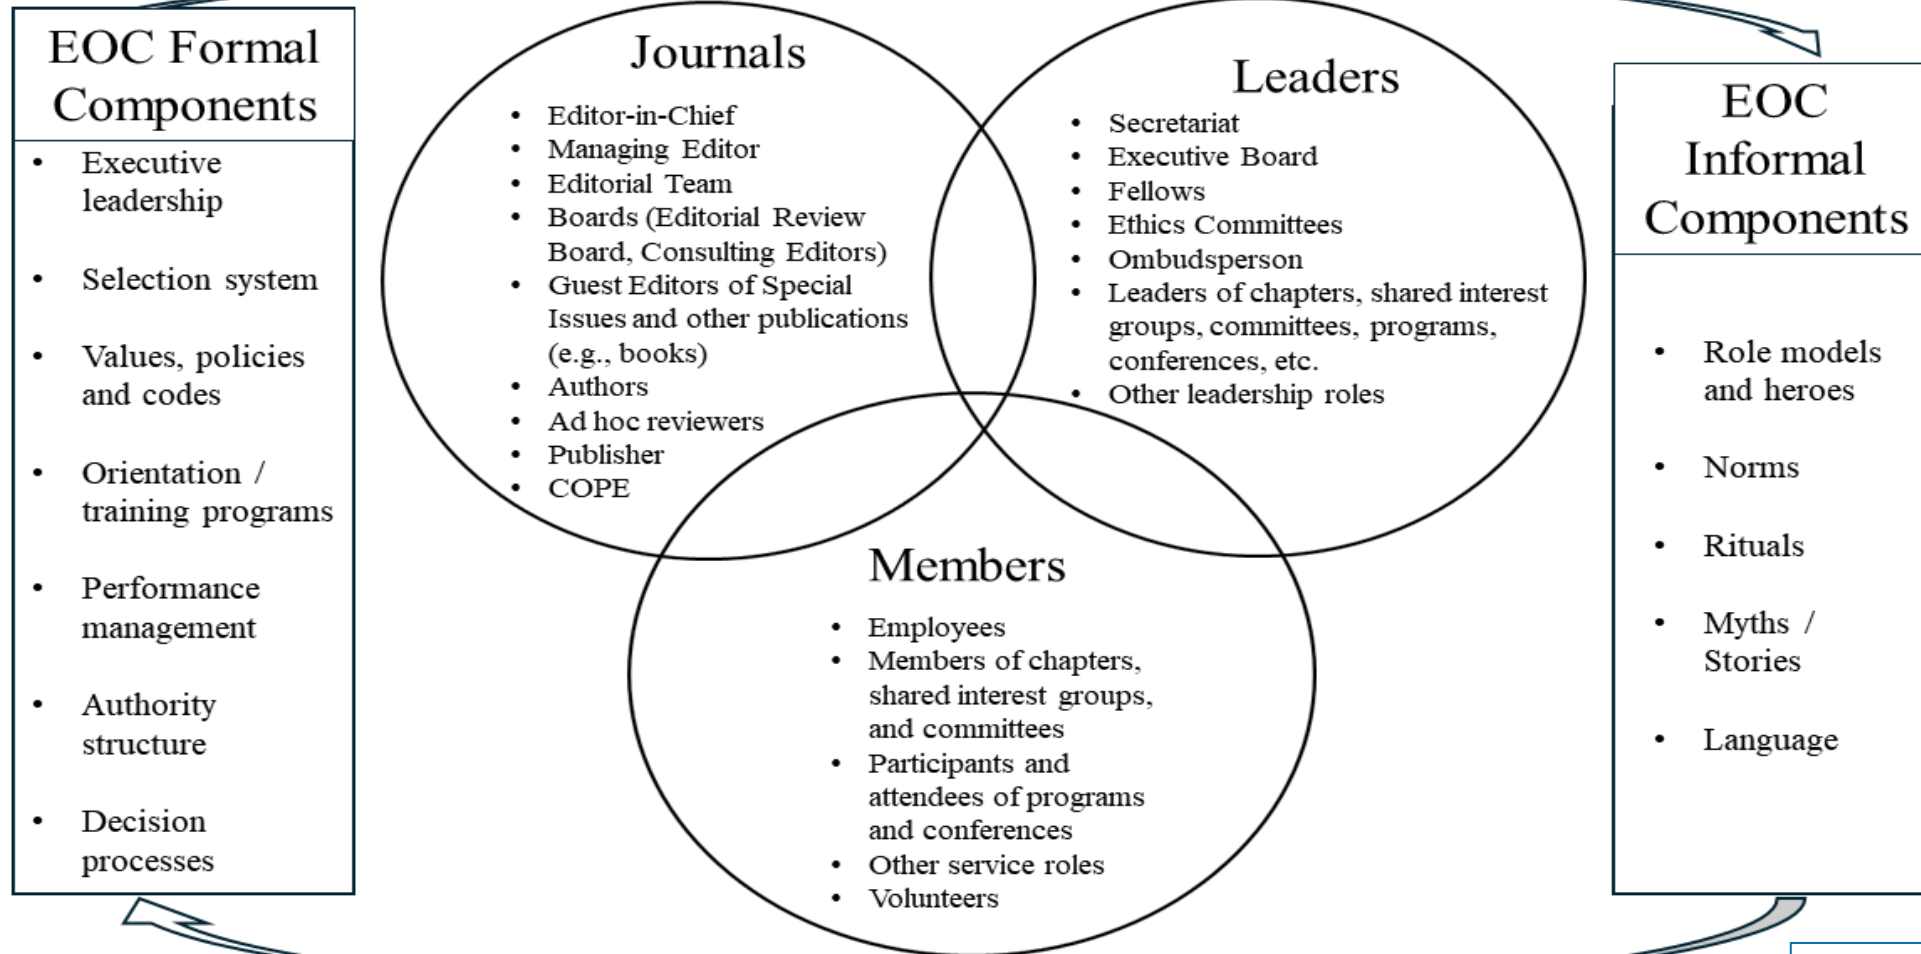 EOC Formal
Components
• Executive
leadership
• Selection system
• Values, policies
and codes
• Orientation /
training programs
• Performance
management
• Authority
structure
• Decision
processes
Journals
• Editor-in-Chief
• Managing Editor
• Editorial Team
• Boards (Editorial Review
Board, Consulting Editors)
• Guest Editors of Special
Issues and other publications
(e.g., books)
• Authors
• Ad hoc reviewers
• Publisher
• COPE
Leaders
• Secretariat
• Executive Board
• Fellows
• Ethics Committees
• Ombudsperson
• Leaders of chapters, shared interest
groups, committees, programs,
conferences, etc.
• Other leadership roles
Members
• Employees
• Members of chapters,
shared interest groups,
and committees
• Participants and
attendees of programs
and conferences
• Other service roles
• Volunteers
EOC
Informal
Components
• Role models
and heroes
• Norms
• Rituals
• Myths /
Stories
• Language